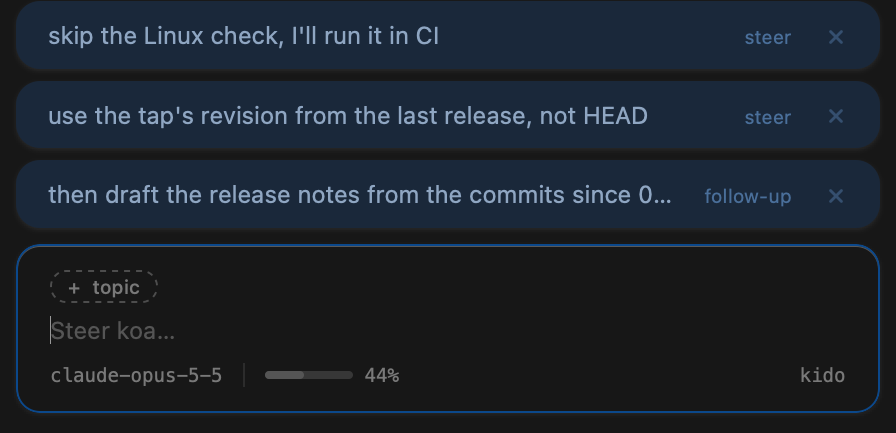 skip the Linux check, I'll run it in CI steer ×
use the tap's revision from the last release, not HEAD steer ×
then draft the release notes from the commits since 0... follow-up ×
+ topic
Steer koa...
claude-opus-5-5 44% kido